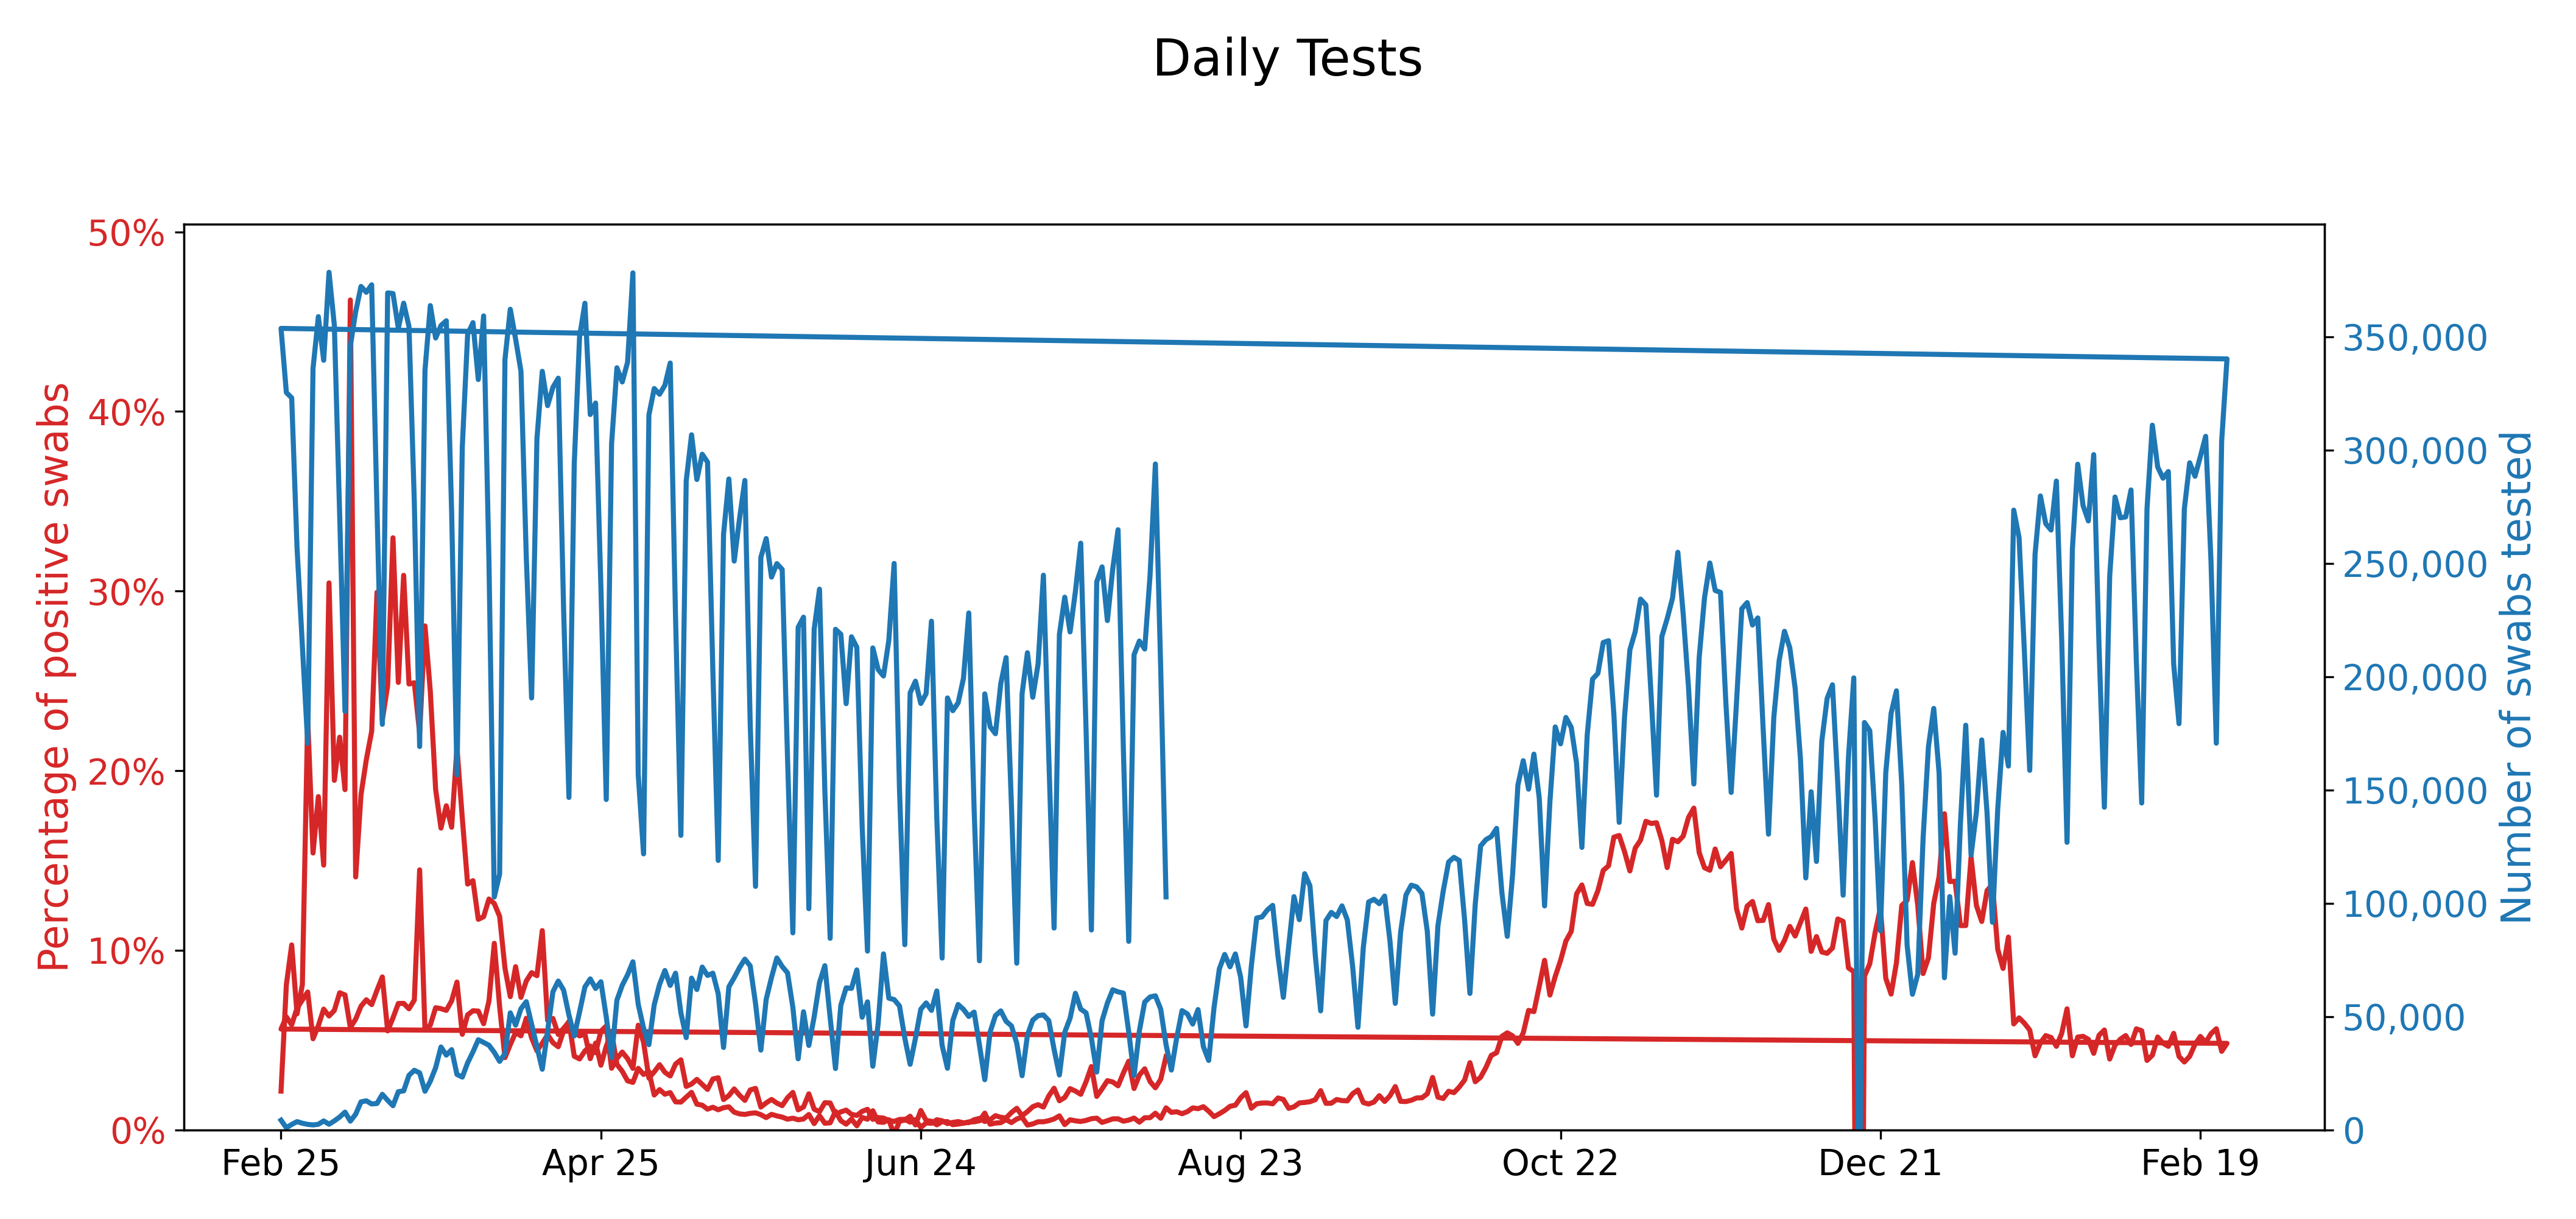 Daily Tests
Percentage of positive swabs
50%
40%
30%
20%
10%
0%
350,000
300,000
250,000
200,000
150,000
100,000
50,000
0
Number of swabs tested
Feb 25
Apr 25
Jun 24
Aug 23
Oct 22
Dec 21
Feb 19